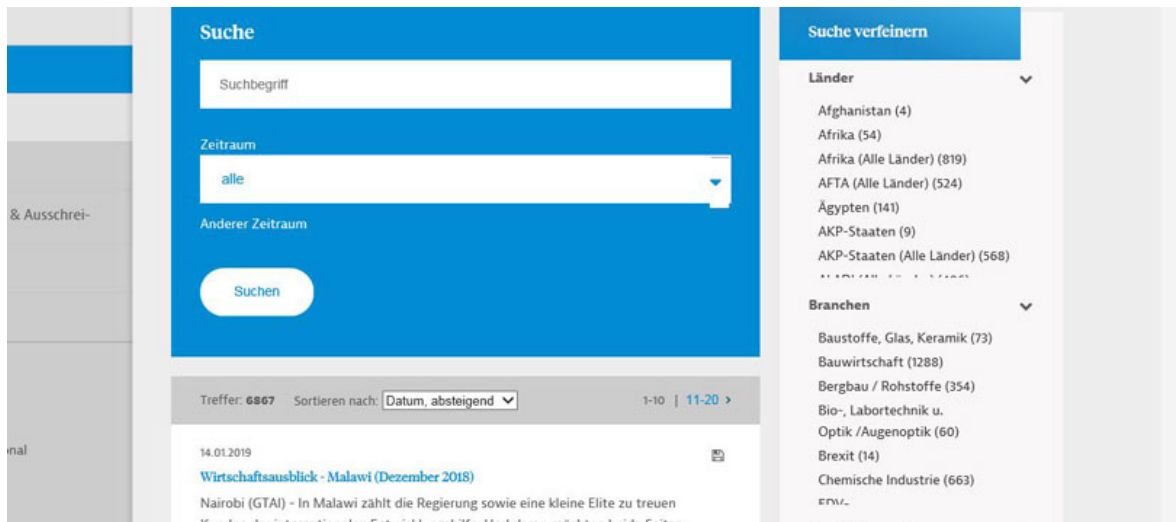 & Ausschrei-
onal
Suche
Suchbegriff
Zeitraum
alle
Anderer Zeitraum
Suchen
Treffer: 6867 Sortieren nach: Datum, absteigend 1-10 | 11-20 >
14.01.2019
Wirtschaftsausblick - Malawi (Dezember 2018)
Nairobi (GTAI) - In Malawi zählt die Regierung sowie eine kleine Elite zu treuen
Suche verfeinern
Länder
Afghanistan (4)
Afrika (54)
Afrika (Alle Länder) (819)
AFTA (Alle Länder) (524)
Ägypten (141)
AKP-Staaten (9)
AKP-Staaten (Alle Länder) (568)
Branchen
Baustoffe, Glas, Keramik (73)
Bauwirtschaft (1288)
Bergbau / Rohstoffe (354)
Bio-, Labortechnik u.
Optik /Augenoptik (60)
Brexit (14)
Chemische Industrie (663)
EDV-